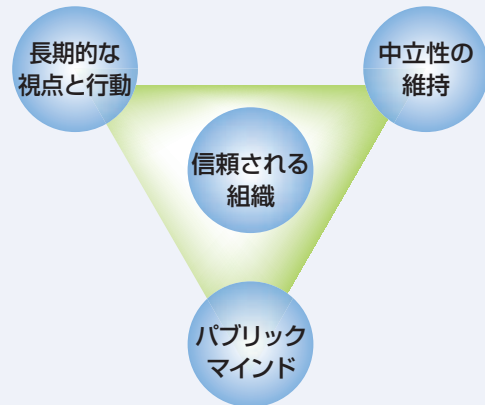 長期的な
視点と行動
中立性の
維持
信頼される
組織
パブリック
マインド